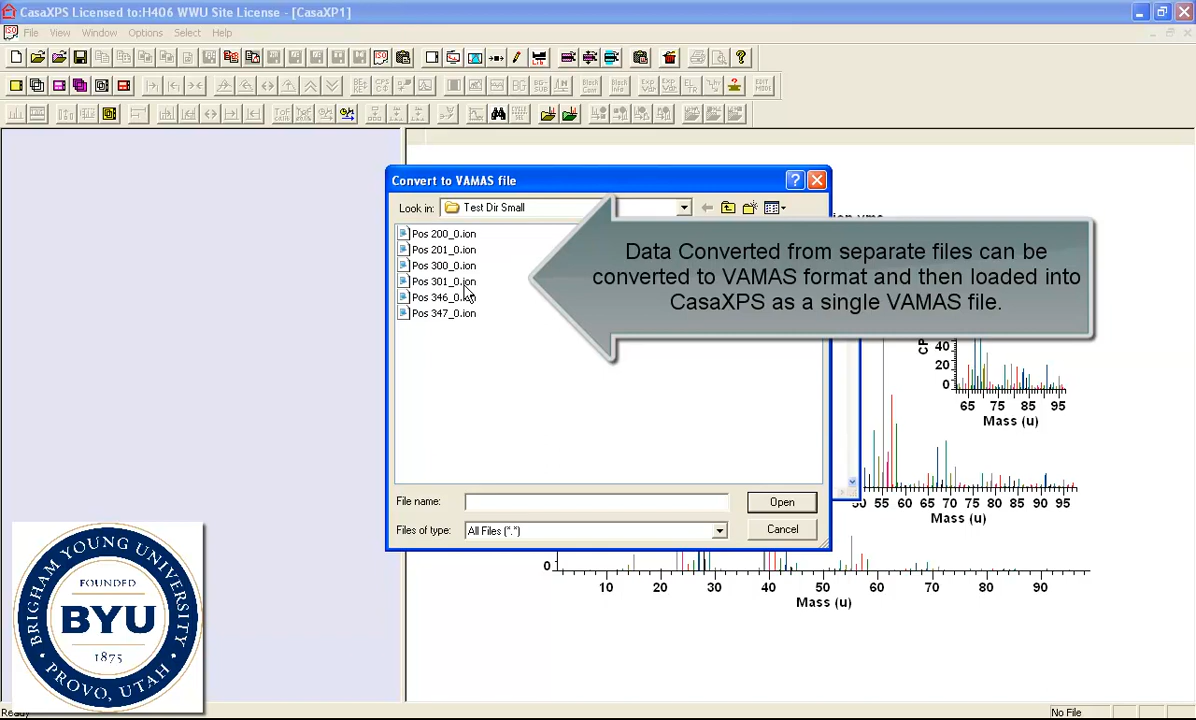 CasaXPS Licensed to:H406 WWU Site License - [CasaXP1]
File View Window Options Select Help
Convert to VAMAS file
Look in: Test Dir Small
Pos 200_0.ion
Pos 201_0.ion
Pos 300_0.ion
Pos 301_0.ion
Pos 346_0.ion
Pos 347_0.ion
Data Converted from separate files can be
converted to VAMAS format and then loaded into
CasaXPS as a single VAMAS file.
40
20
0
65 75 85 95
Mass (u)
55 60 65 70 75 80 85 90 95
Mass (u)
File name: Open
Files of type: All Files (*.*) Cancel
0
10 20 30 40 50 60 70 80 90
Mass (u)
BRIGHAM YOUNG UNIVERSITY
FOUNDED
BYU
1875
PROVO, UTAH
Ready No File